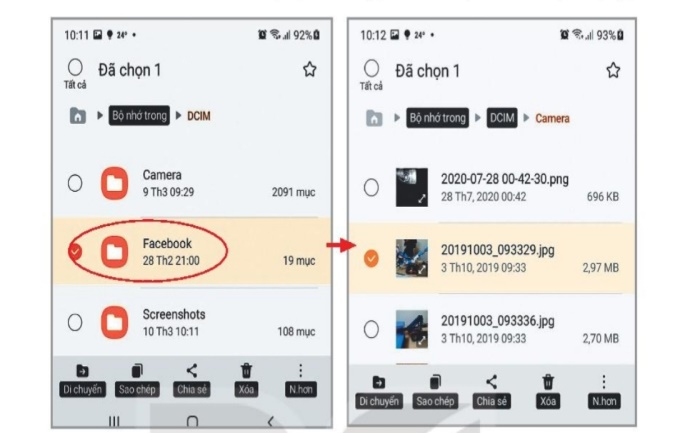 10:11 24° • 92%
Đã chọn 1
Tất cả
Bộ nhớ trong DCIM
Camera
9 Th3 09:29 2091 mục
Facebook
28 Th2 21:00 19 mục
Screenshots
10 Th3 10:11 108 mục
Di chuyển Sao chép Chia sẻ Xóa N.hơn
10:12 24° • 93%
Đã chọn 1
Tất cả
Bộ nhớ trong DCIM Camera
2020-07-28 00-42-30.png
28 Th7, 2020 00:42 696 KB
20191003_093329.jpg
3 Th10, 2019 09:33 2,97 MB
20191003_093336.jpg
3 Th10, 2019 09:33 2,70 MB
Di chuyển Sao chép Chia sẻ Xóa N.hơn